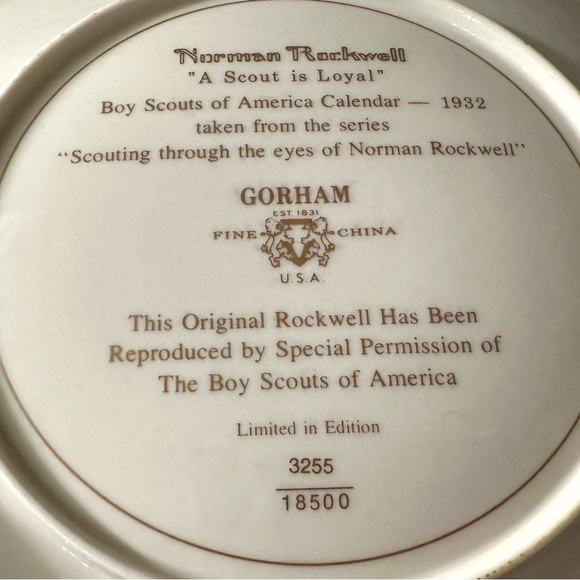 Norman Rockwell
"A Scout is Loyal"
Boy Scouts of America Calendar — 1932
taken from the series
"Scouting through the eyes of Norman Rockwell"
GORHAM
EST 1831
FINE CHINA
U.S.A.
This Original Rockwell Has Been
Reproduced by Special Permission of
The Boy Scouts of America
Limited in Edition
3255
18500